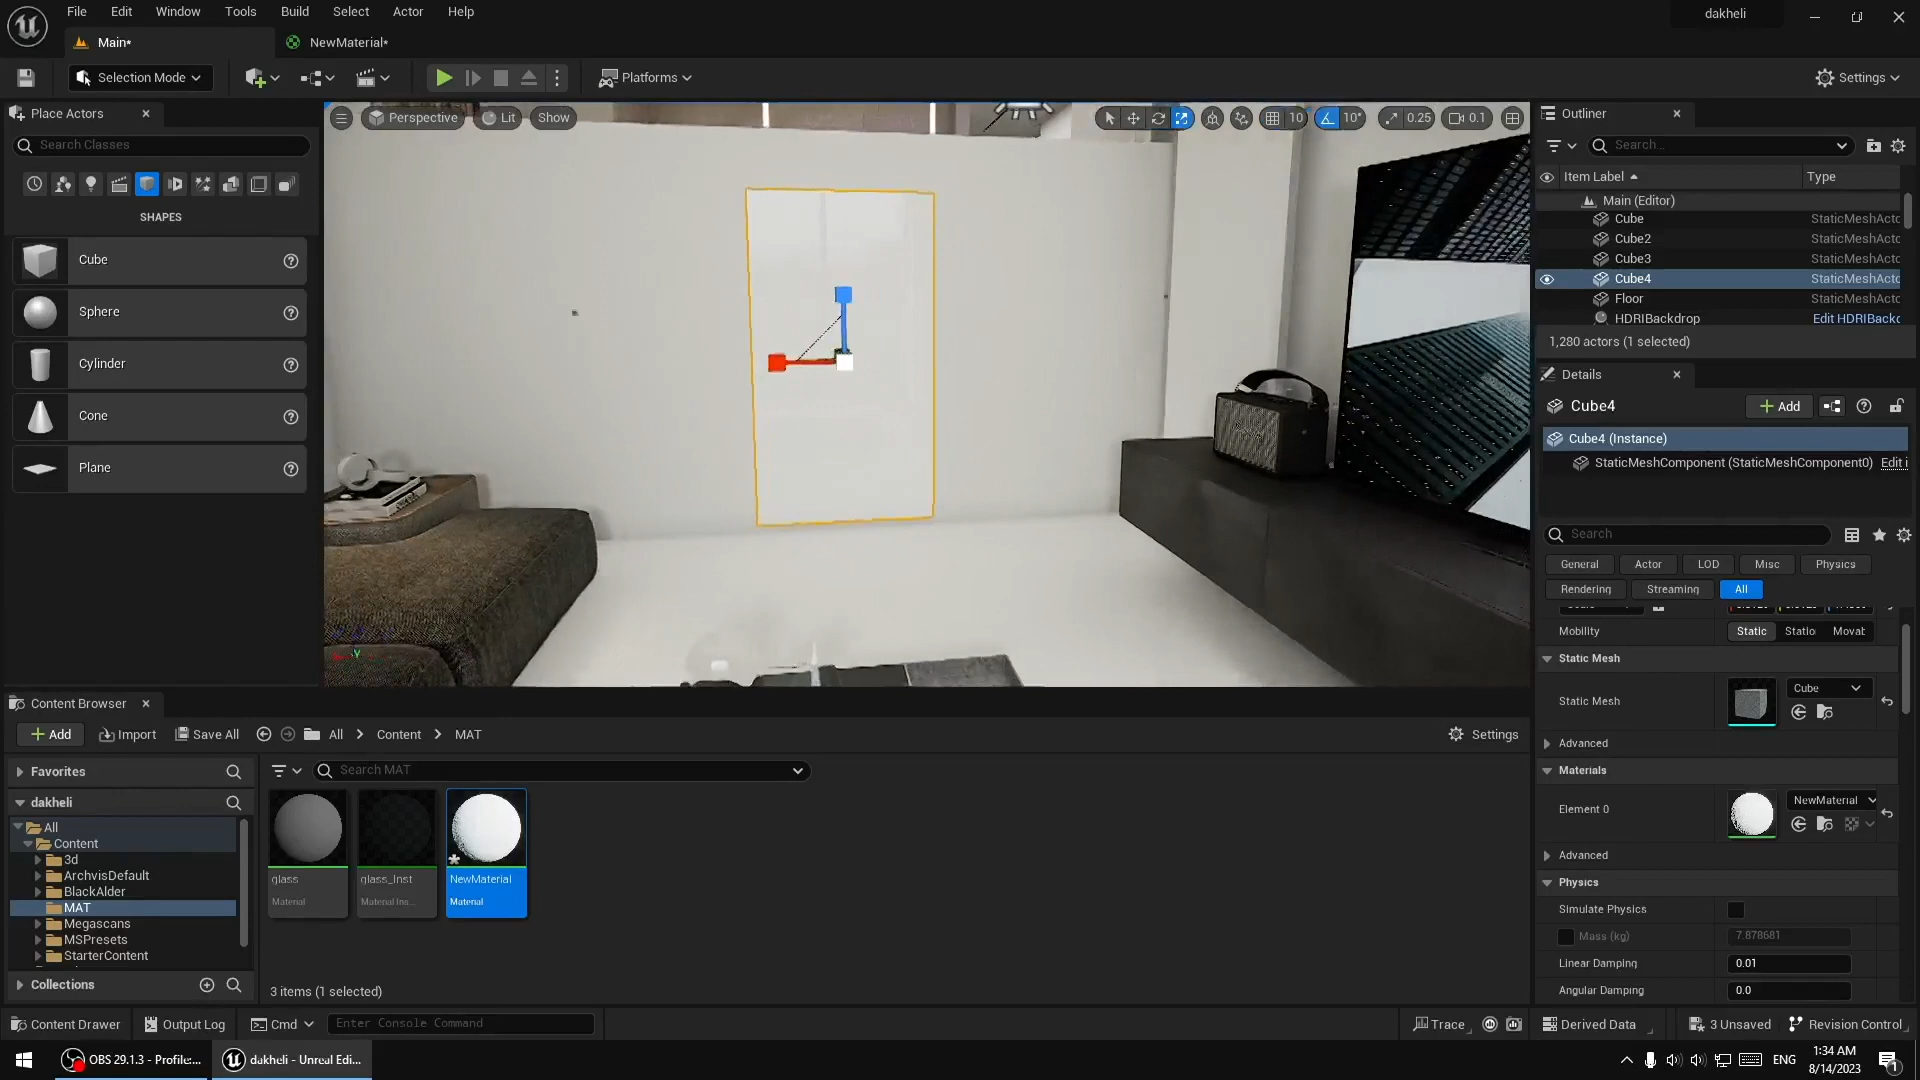 File Edit Window Tools Build Select Actor Help
dakheli
Main*
NewMaterial*
Selection Mode
Platforms
Settings
Place Actors
Search Classes
SHAPES
Cube
Sphere
Cylinder
Cone
Plane
Perspective
Lit
Show
10
10°
0.25
0.1
Outliner
Search...
Item Label
Type
Main (Editor)
Cube StaticMeshActo
Cube2 StaticMeshActo
Cube3 StaticMeshActo
Cube4 StaticMeshActo
Floor StaticMeshActo
HDRIBackdrop Edit HDRIBackd
1,280 actors (1 selected)
Details
Cube4
Add
Cube4 (Instance)
StaticMeshComponent (StaticMeshComponent0) Edit i
Search
General Actor LOD Misc Physics
Rendering Streaming All
Mobility Static Statio Movab
Static Mesh
Static Mesh Cube
Advanced
Materials
Element 0 NewMaterial
Advanced
Physics
Simulate Physics
Mass (kg) 7.878681
Linear Damping 0.01
Angular Damping 0.0
Content Browser
Add Import Save All All Content MAT Settings
Favorites
dakheli
All
Content
3d
ArchvisDefault
BlackAlder
MAT
Megascans
MSPresets
StarterContent
Collections
Search MAT
glass
Material
glass_Inst
Material Ins...
NewMaterial
Material
3 items (1 selected)
Content Drawer Output Log Cmd Enter Console Command Trace Derived Data 3 Unsaved Revision Control
OBS 29.1.3 - Profile:... dakheli - Unreal Edi...
ENG
1:34 AM
8/14/2023
1